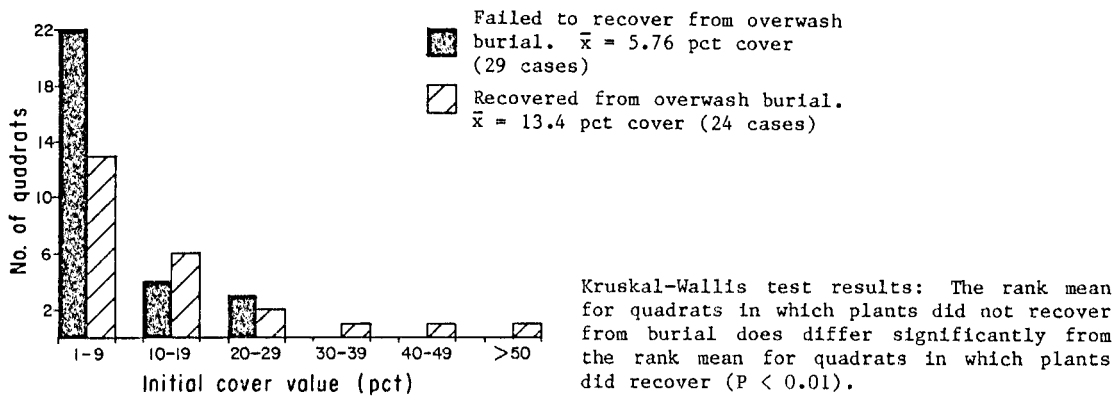 Failed to recover from overwash
burial. x̄ = 5.76 pct cover
(29 cases)
Recovered from overwash burial.
x̄ = 13.4 pct cover (24 cases)
No. of quadrats
22
18
14
10
6
2
1-9 10-19 20-29 30-39 40-49 >50
Initial cover value (pct)
Kruskal-Wallis test results: The rank mean
for quadrats in which plants did not recover
from burial does differ significantly from
the rank mean for quadrats in which plants
did recover (P < 0.01).